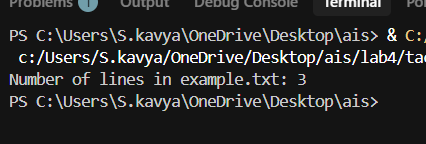 Problems 1 Output Debug Console Terminal
PS C:\Users\S.kavya\OneDrive\Desktop\ais> & C:/
c:/Users/S.kavya/OneDrive/Desktop/ais/lab4/
Number of lines in example.txt: 3
PS C:\Users\S.kavya\OneDrive\Desktop\ais>